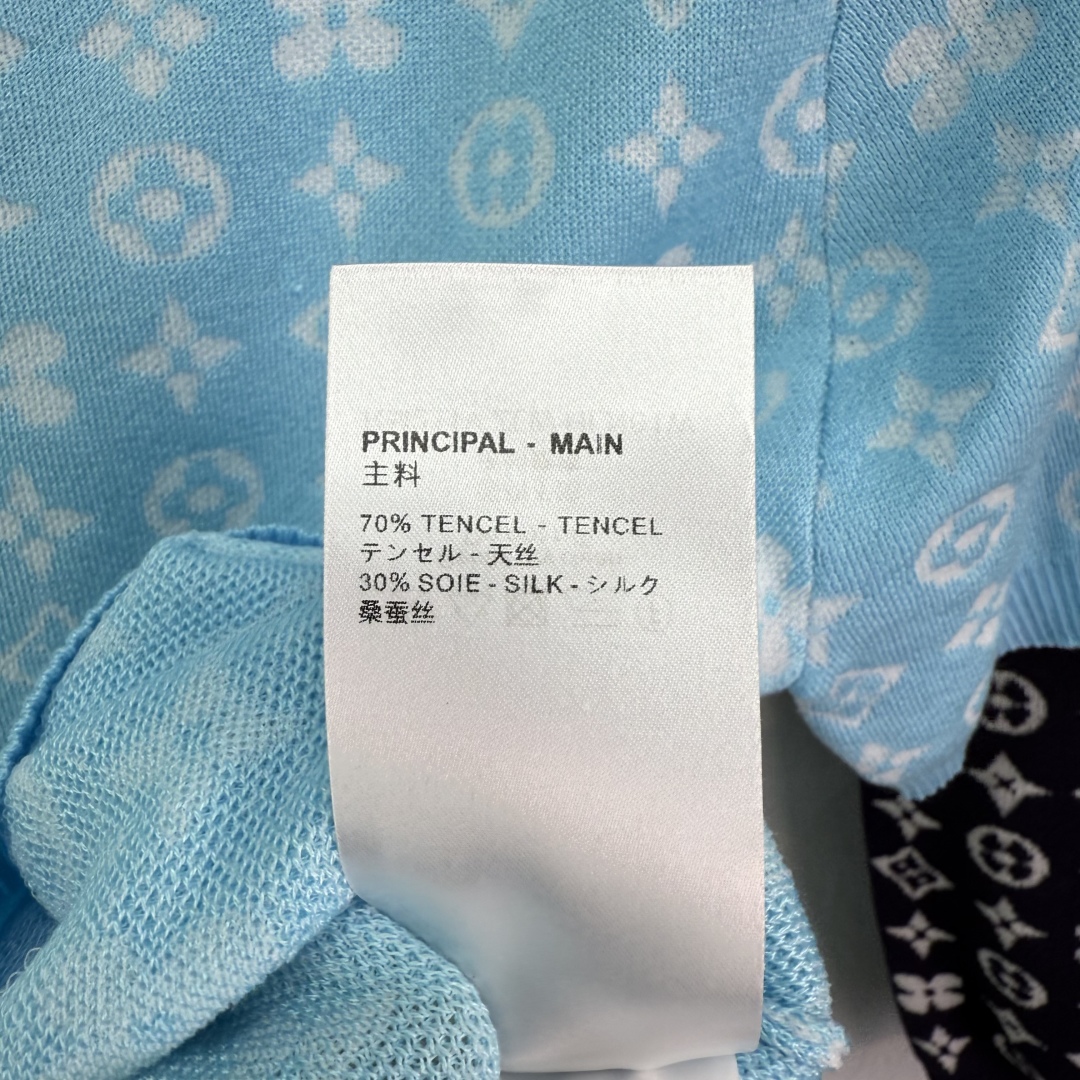 PRINCIPAL - MAIN
主料
70% TENCEL - TENCEL
テンセル - 天丝
30% SOIE - SILK - シルク
桑蚕丝